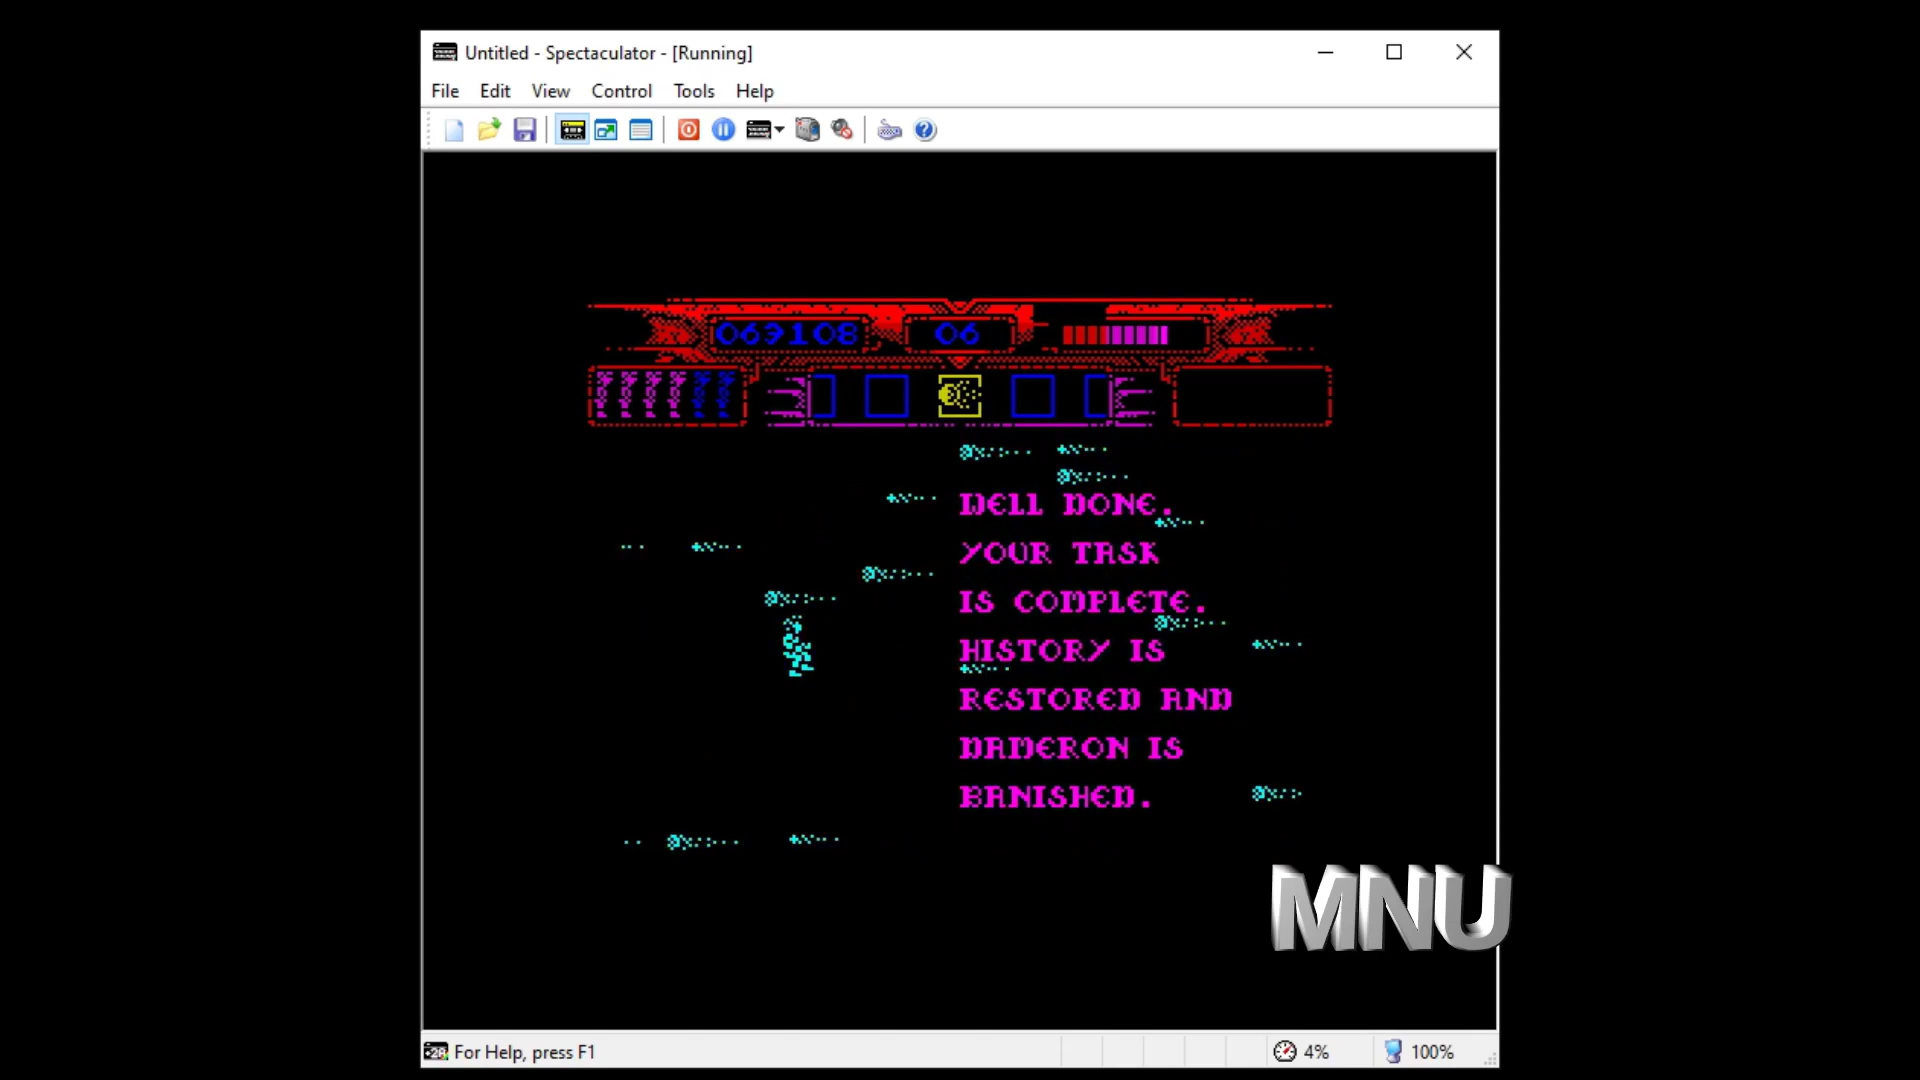 Untitled - Spectaculator - [Running]
File Edit View Control Tools Help
069108
06
WELL DONE.
YOUR TASK
IS COMPLETE.
HISTORY IS
RESTORED AND
DAMERON IS
BANISHED.
MNU
For Help, press F1
4%
100%